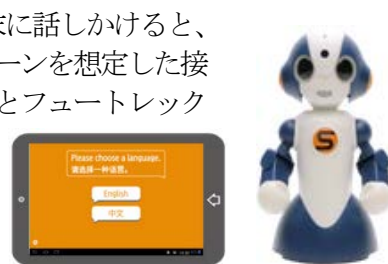 末に話しかけると、
ーンを想定した接
とフュートレック
Please choose a language.
请选择一种语言。
English
中文
S